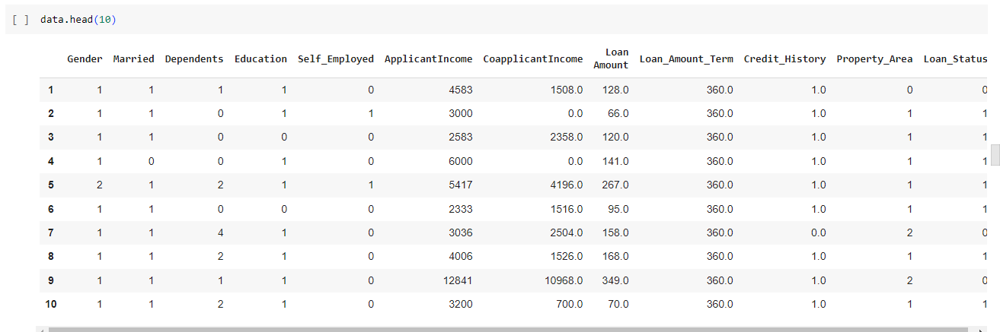 [ ] data.head(10)
Gender Married Dependents Education Self_Employed ApplicantIncome CoapplicantIncome Loan Amount Loan_Amount_Term Credit_History Property_Area Loan_Status
1 1 1 1 1 0 4583 1508.0 128.0 360.0 1.0 0 0
2 1 1 0 1 1 3000 0.0 66.0 360.0 1.0 1 1
3 1 1 0 0 0 2583 2358.0 120.0 360.0 1.0 1 1
4 1 0 0 1 0 6000 0.0 141.0 360.0 1.0 1 1
5 2 1 2 1 1 5417 4196.0 267.0 360.0 1.0 1 1
6 1 1 0 0 0 2333 1516.0 95.0 360.0 1.0 1 1
7 1 1 4 1 0 3036 2504.0 158.0 360.0 0.0 2 0
8 1 1 2 1 0 4006 1526.0 168.0 360.0 1.0 1 1
9 1 1 1 1 0 12841 10968.0 349.0 360.0 1.0 2 0
10 1 1 2 1 0 3200 700.0 70.0 360.0 1.0 1 1